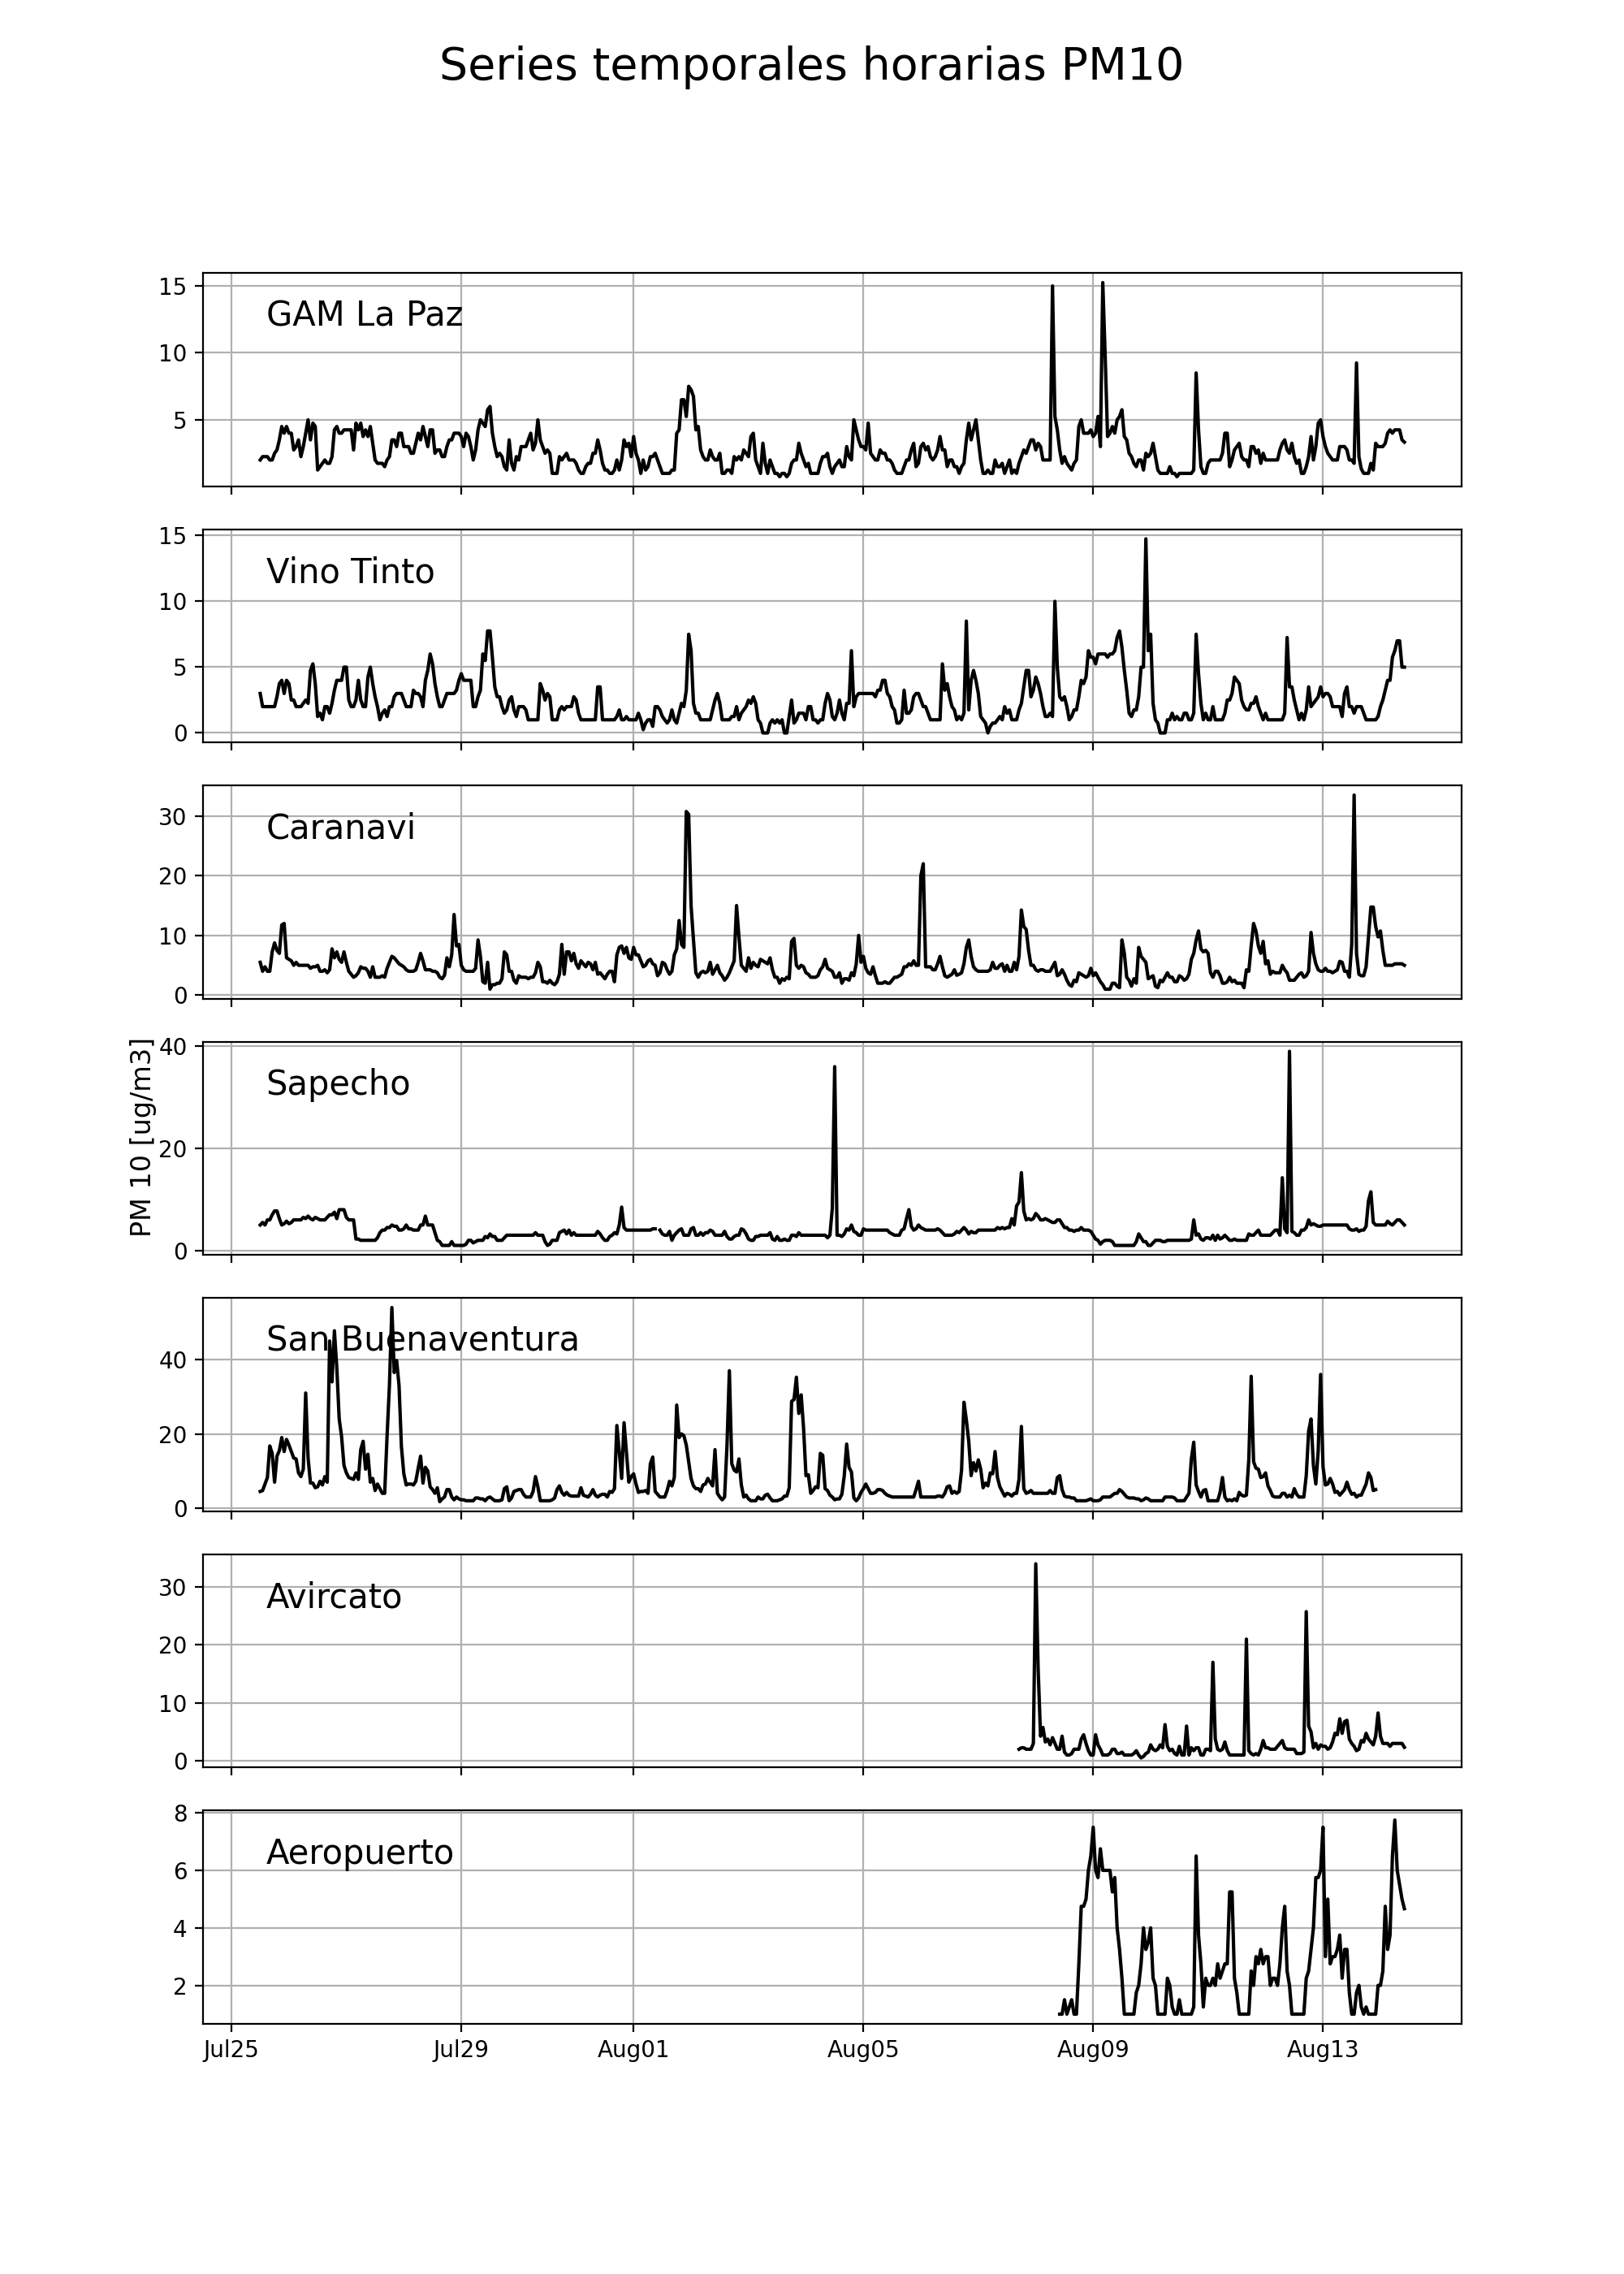 Series temporales horarias PM10
GAM La Paz
15
10
5
Vino Tinto
15
10
5
0
Caranavi
30
20
10
0
PM 10 [ug/m3]
Sapecho
40
20
0
San Buenaventura
40
20
0
Avircato
30
20
10
0
Aeropuerto
8
6
4
2
Jul25 Jul29 Aug01 Aug05 Aug09 Aug13